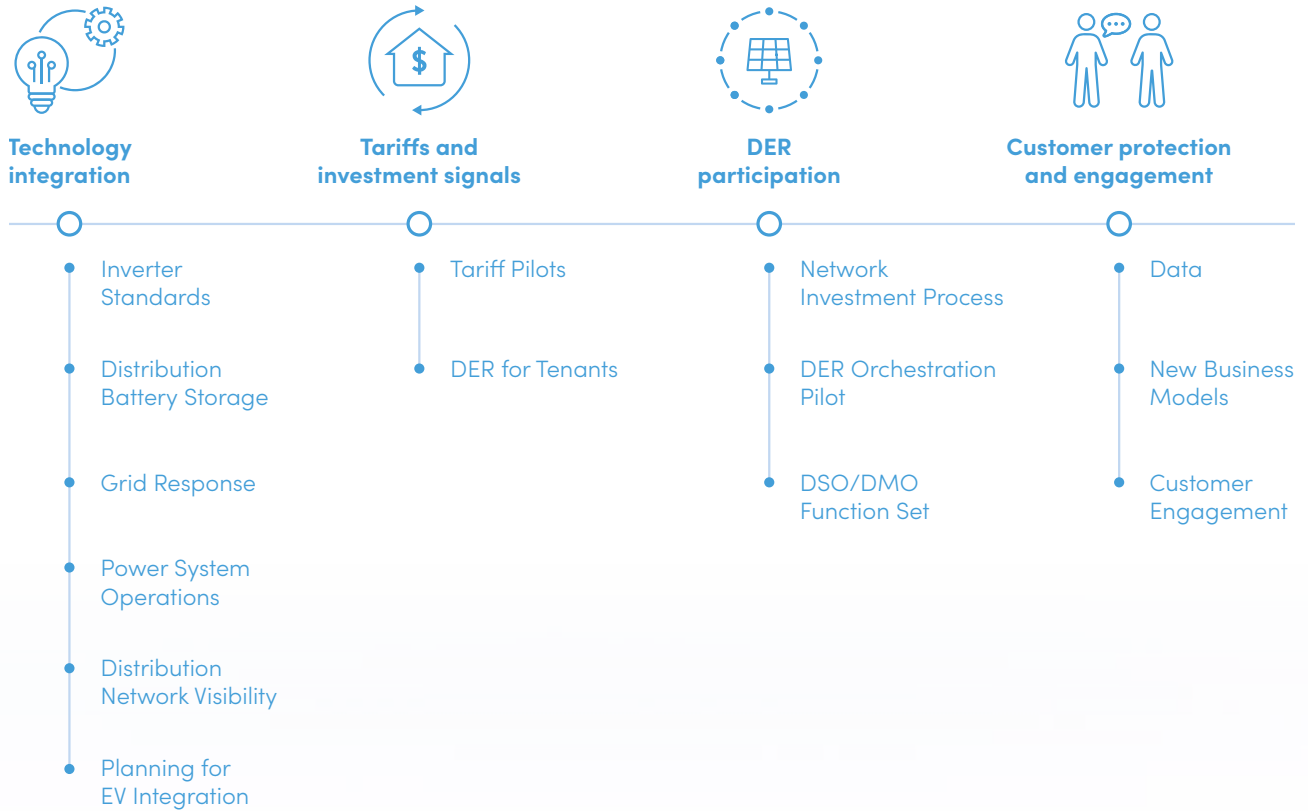 $
Technology
integration
Inverter
Standards
Distribution
Battery Storage
Grid Response
Power System
Operations
Distribution
Network Visibility
Planning for
EV Integration
Tariffs and
investment signals
Tariff Pilots
DER for Tenants
DER
participation
Network
Investment Process
DER Orchestration
Pilot
DSO/DMO
Function Set
Customer protection
and engagement
Data
New Business
Models
Customer
Engagement